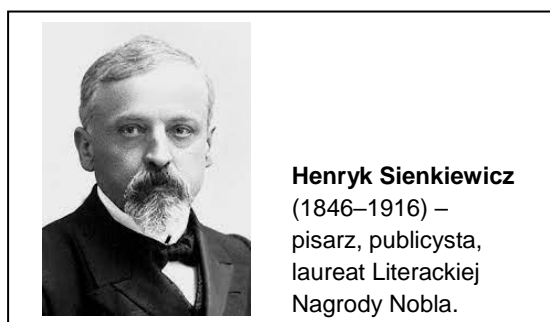 Henryk Sienkiewicz
(1846–1916) –
pisarz, publicysta,
laureat Literackiej
Nagrody Nobla.